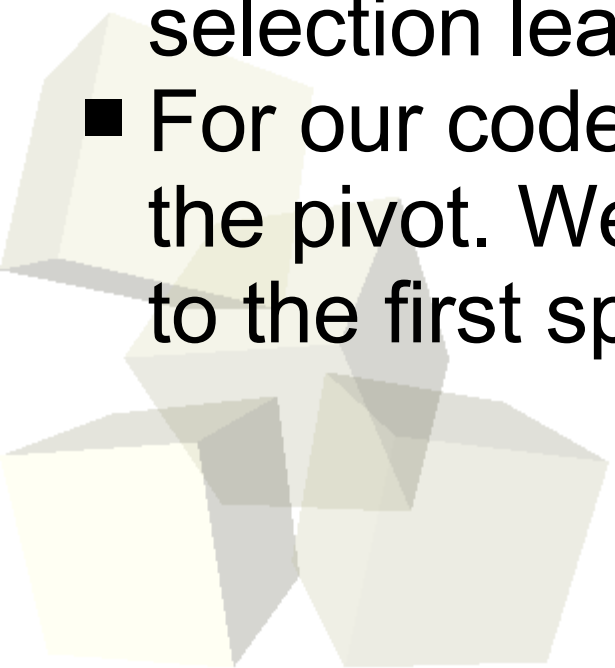 selection lea
■ For our code
the pivot. We
to the first sp